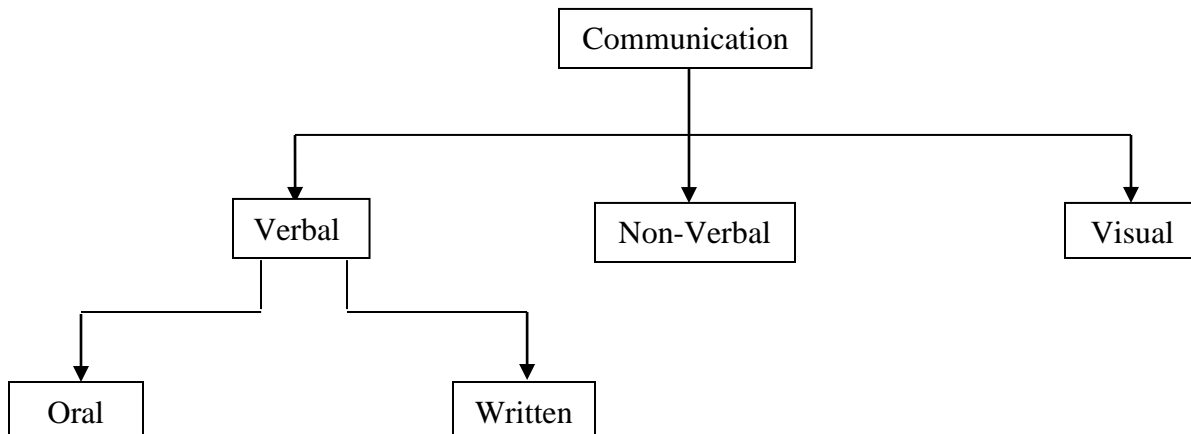 Communication
Verbal
Non-Verbal
Visual
Oral
Written